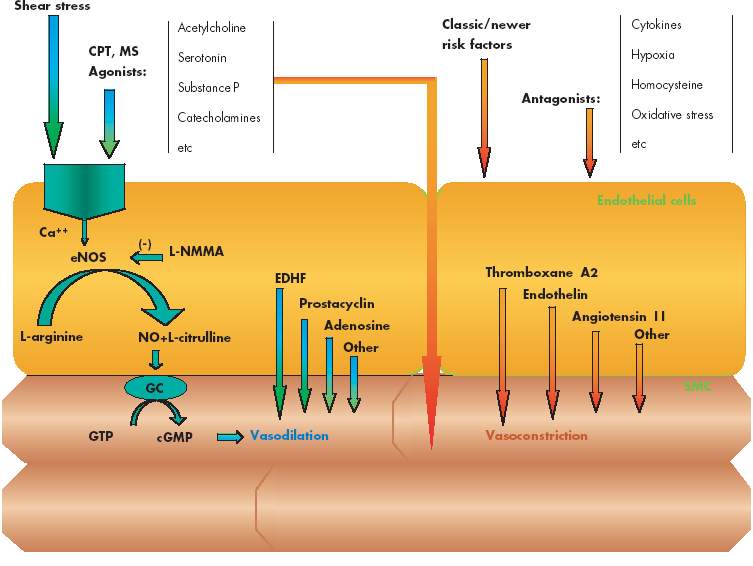 Shear stress
CPT, MS
Agonists:
Acetylcholine
Serotonin
Substance P
Catecholamines
etc
Classic/newer
risk factors
Antagonists:
Cytokines
Hypoxia
Homocysteine
Oxidative stress
etc
Endothelial cells
Ca++
eNOS
(-)
L-NMMA
L-arginine
NO+L-citrulline
GC
GTP
cGMP
EDHF
Prostacyclin
Adenosine
Other
Vasodilation
Thromboxane A2
Endothelin
Angiotensin II
Other
SMC
Vasoconstriction